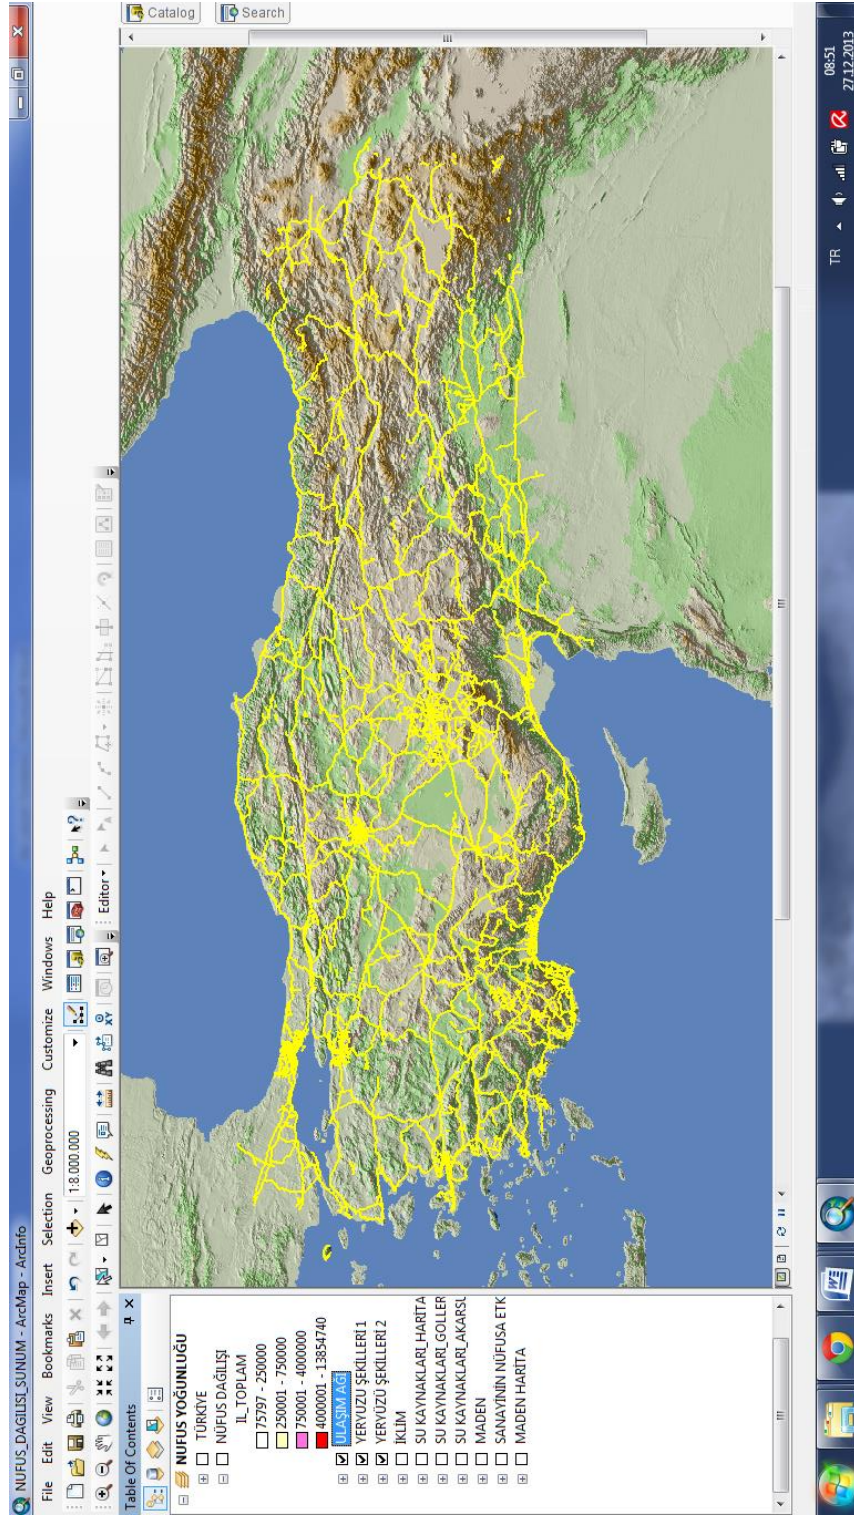 NUFUS_DAGILISI_SUNUM - ArcMap - ArcInfo
File Edit View Bookmarks Insert Selection Geoprocessing Customize Windows Help
1:8.000.000
Editor
Table Of Contents
NUFUS YOĞUNLUĞU
TÜRKİYE
NÜFUS DAĞILIŞI
İL_TOPLAM
75797 - 250000
250001 - 750000
750001 - 4000000
4000001 - 13854740
ULAŞIM AĞI
YERYÜZÜ ŞEKİLLERİ 1
YERYÜZÜ ŞEKİLLERİ 2
İKLİM
SU KAYNAKLARI_HARİTA
SU KAYNAKLARI_GOLLER
SU KAYNAKLARI_AKARSU
MADEN
SANAYİNİN NÜFUSA ETK
MADEN HARİTA
Catalog
Search
TR
08:51
27.12.2013